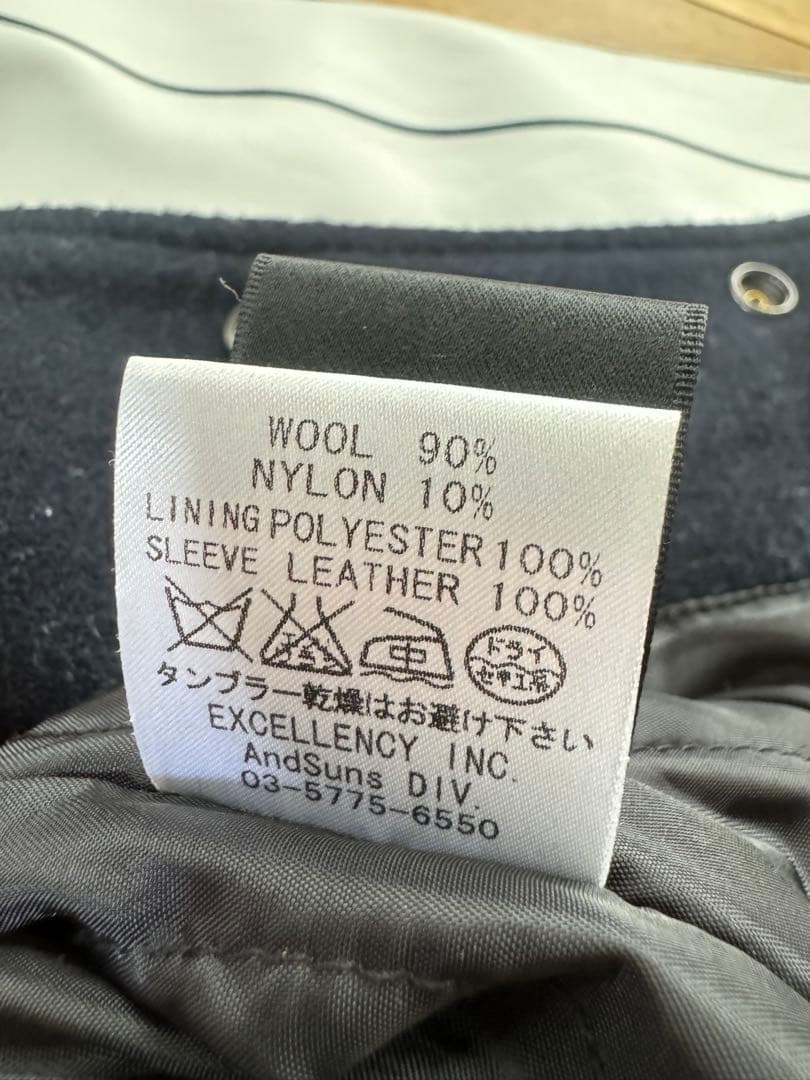 WOOL 90%
NYLON 10%
LINING POLYESTER 100%
SLEEVE LEATHER 100%
中 ドライ
タンブラー乾燥はお避け下さい
EXCELLENCY INC.
AndSuns DIV.
03-5775-6550